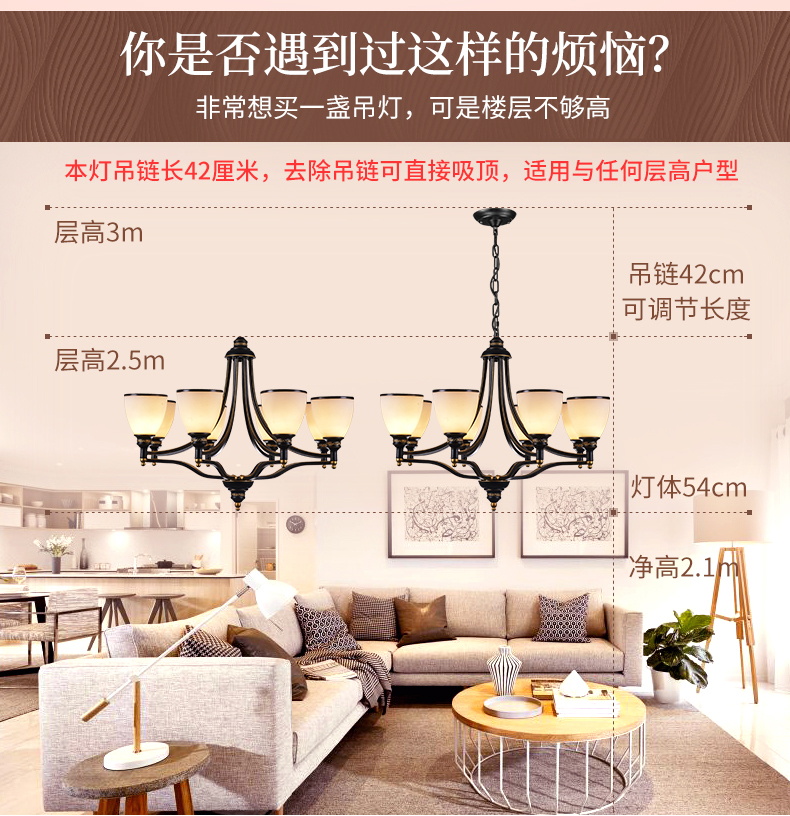 你是否遇到过这样的烦恼？
非常想买一盏吊灯，可是楼层不够高
本灯吊链长42厘米，去除吊链可直接吸顶，适用与任何层高户型
层高3m
吊链42cm
可调节长度
层高2.5m
灯体54cm
净高2.1m